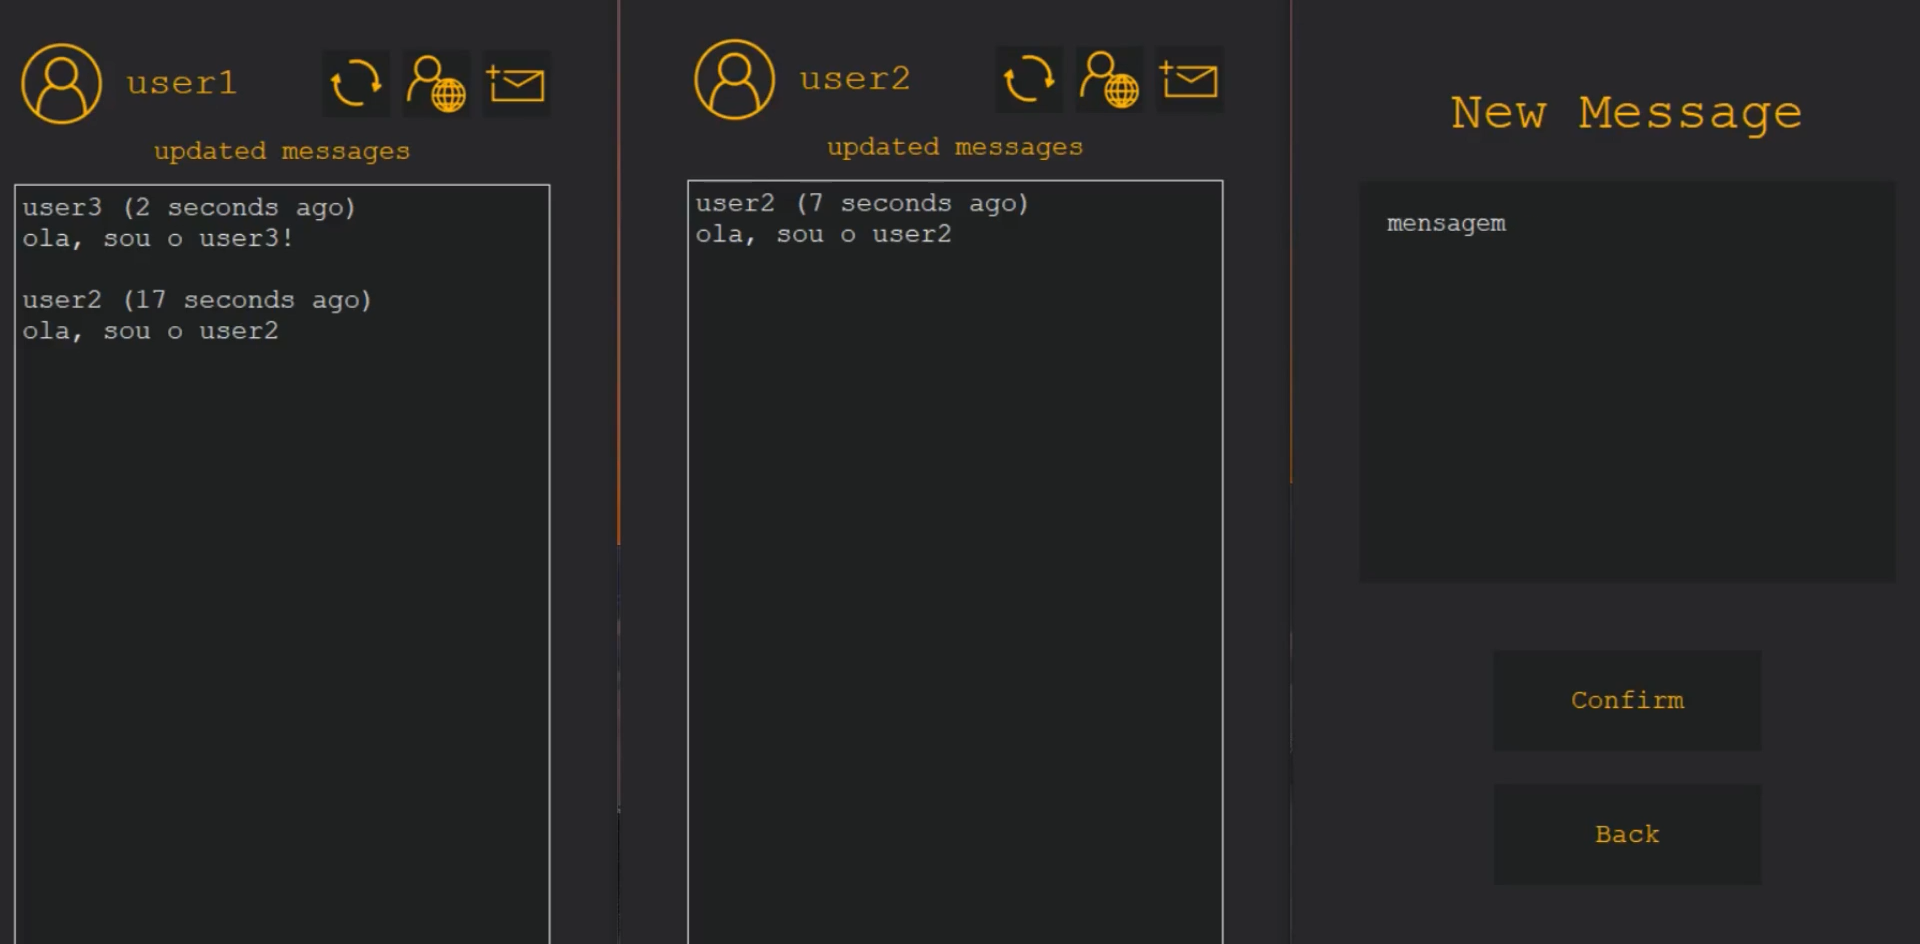 user1
updated messages
user3 (2 seconds ago)
ola, sou o user3!
user2 (17 seconds ago)
ola, sou o user2
user2
updated messages
user2 (7 seconds ago)
ola, sou o user2
New Message
mensagem
Confirm
Back